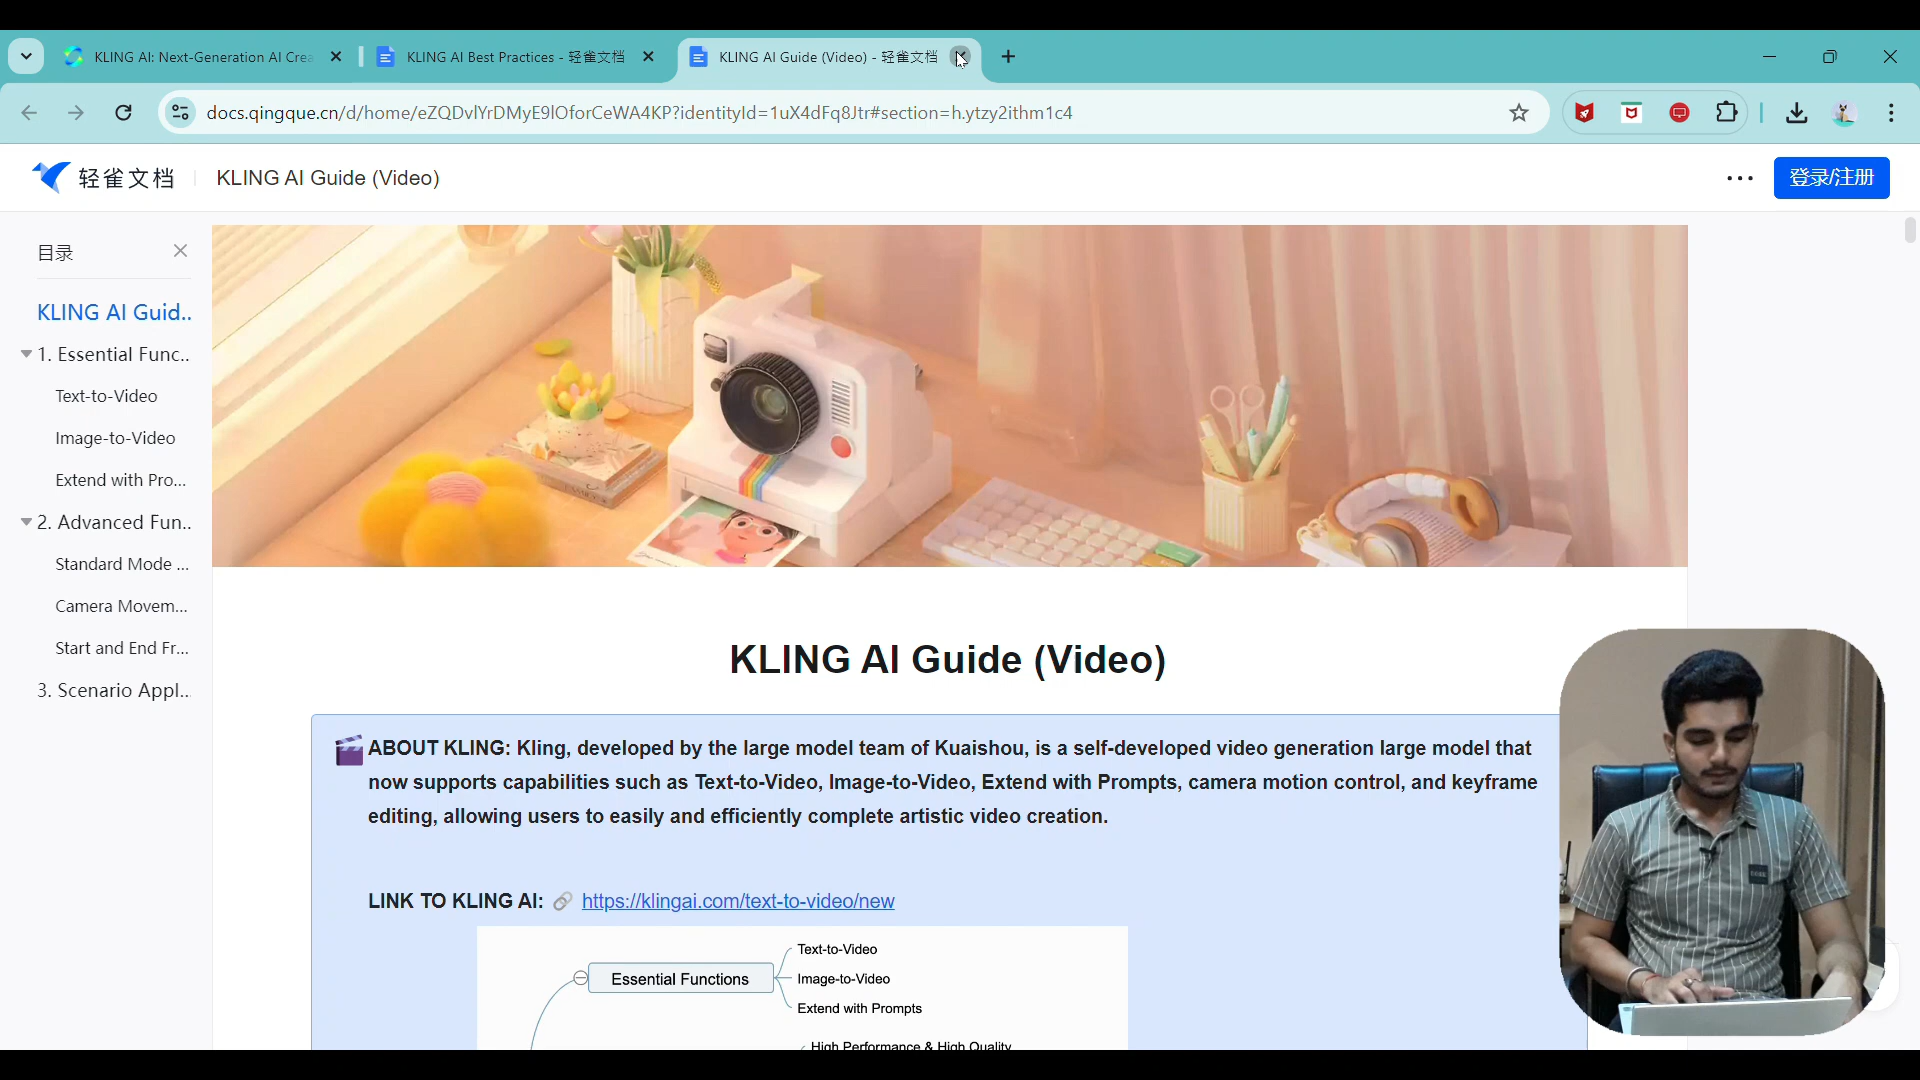 KLING AI: Next-Generation AI Crea
KLING AI Best Practices - 轻雀文档
KLING AI Guide (Video) - 轻雀文档
docs.qingque.cn/d/home/eZQDvlYrDMyE9lOforCeWA4KP?identityId=1uX4dFq8Jtr#section=h.ytzy2ithm1c4
轻雀文档
KLING AI Guide (Video)
登录/注册
目录
KLING AI Guid..
1. Essential Func..
Text-to-Video
Image-to-Video
Extend with Pro...
2. Advanced Fun..
Standard Mode ...
Camera Movem...
Start and End Fr...
3. Scenario Appl..
KLING AI Guide (Video)
ABOUT KLING: Kling, developed by the large model team of Kuaishou, is a self-developed video generation large model that
now supports capabilities such as Text-to-Video, Image-to-Video, Extend with Prompts, camera motion control, and keyframe
editing, allowing users to easily and efficiently complete artistic video creation.
LINK TO KLING AI: https://klingai.com/text-to-video/new
Essential Functions
Text-to-Video
Image-to-Video
Extend with Prompts
High Performance & High Quality